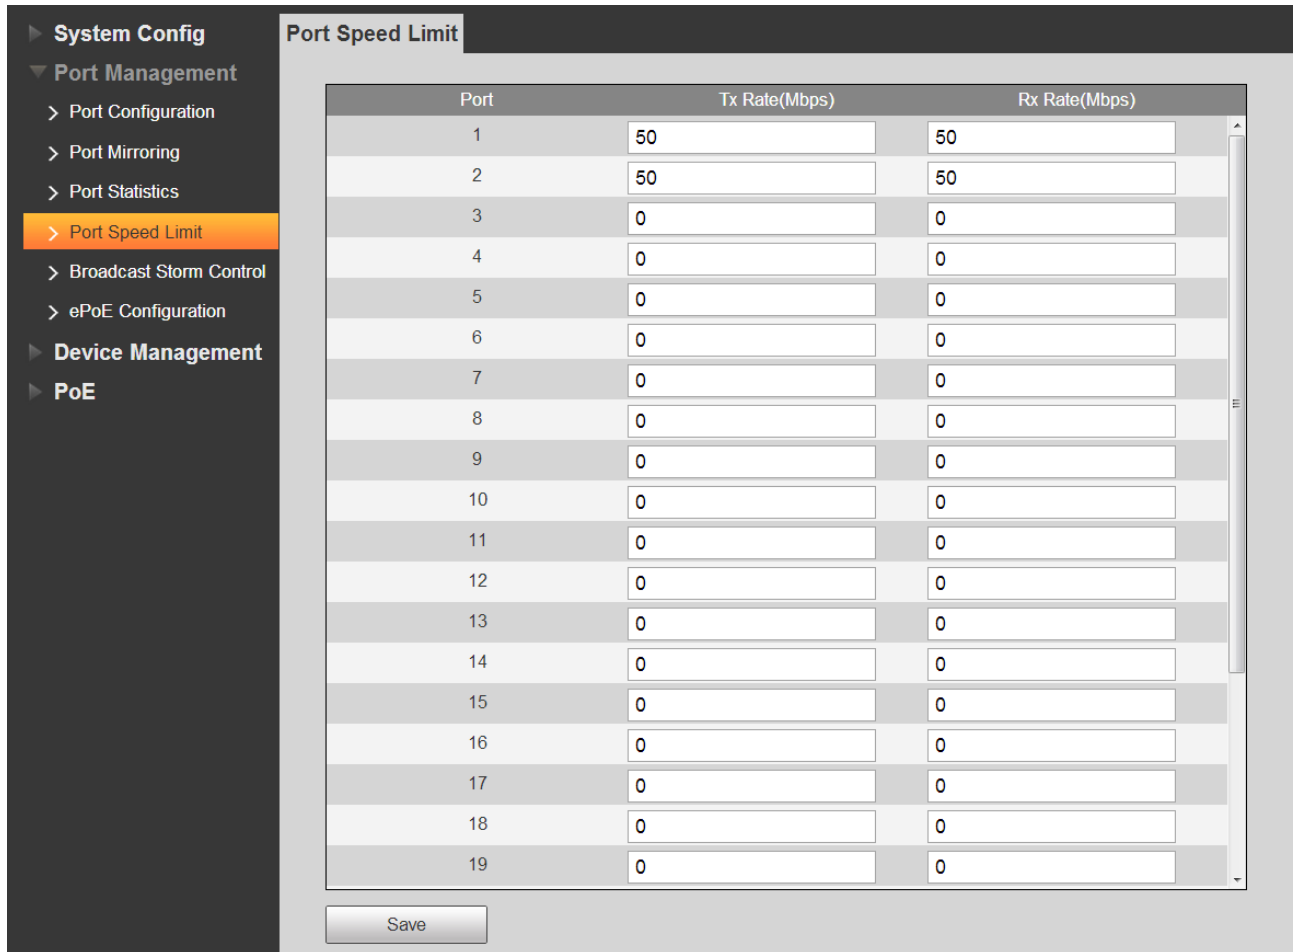 System Config
Port Management
Port Configuration
Port Mirroring
Port Statistics
Port Speed Limit
Broadcast Storm Control
ePoE Configuration
Device Management
PoE
Port Speed Limit
Port Tx Rate(Mbps) Rx Rate(Mbps)
1 50 50
2 50 50
3 0 0
4 0 0
5 0 0
6 0 0
7 0 0
8 0 0
9 0 0
10 0 0
11 0 0
12 0 0
13 0 0
14 0 0
15 0 0
16 0 0
17 0 0
18 0 0
19 0 0
Save